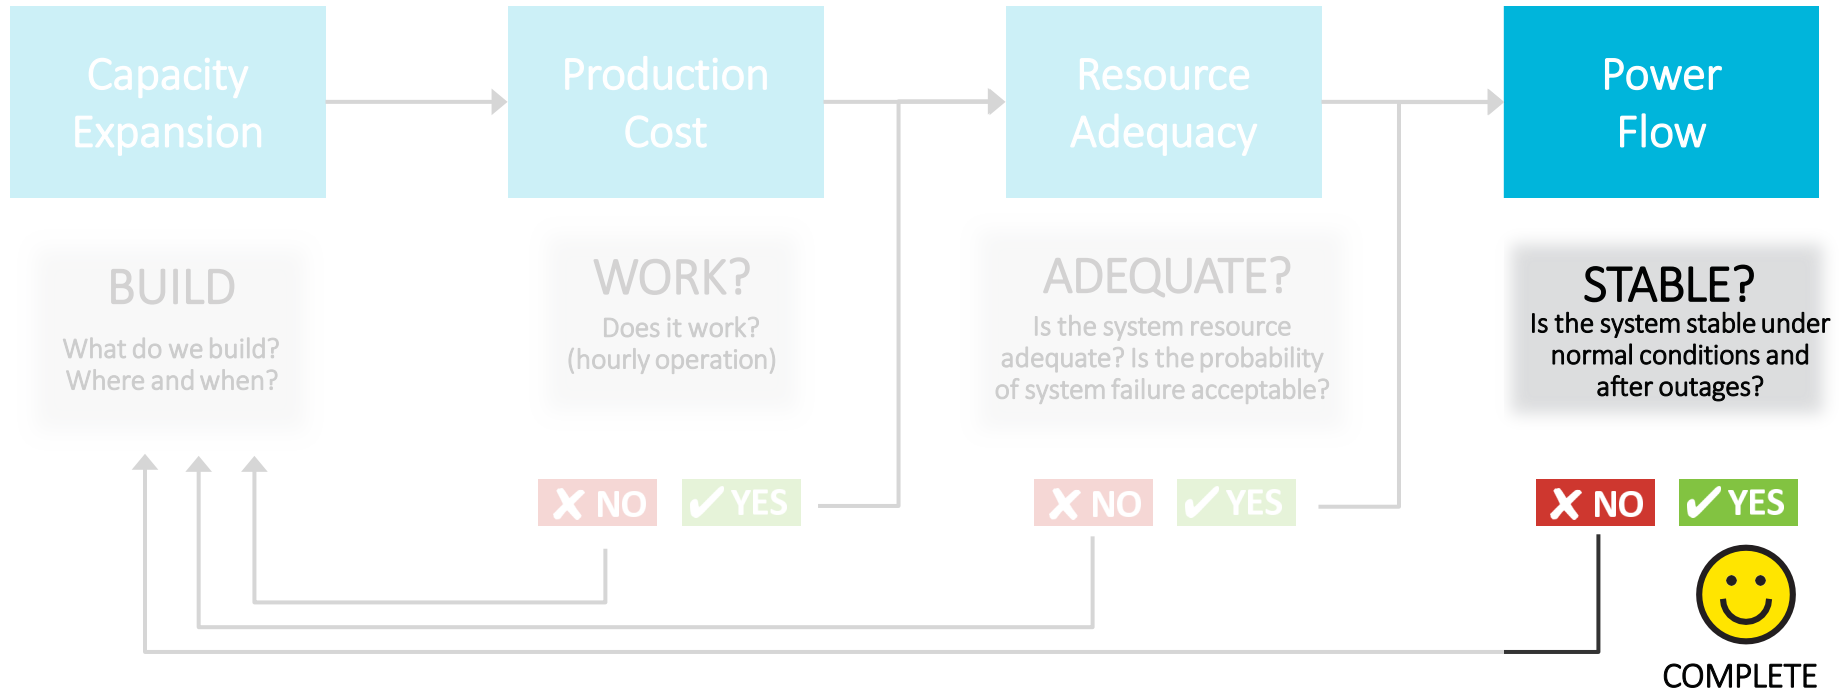 Capacity
Expansion
Production
Cost
Resource
Adequacy
Power
Flow
BUILD
What do we build?
Where and when?
WORK?
Does it work?
(hourly operation)
ADEQUATE?
Is the system resource
adequate? Is the probability
of system failure acceptable?
STABLE?
Is the system stable under
normal conditions and
after outages?
✘ NO
✔ YES
✘ NO
✔ YES
✘ NO
✔ YES
COMPLETE